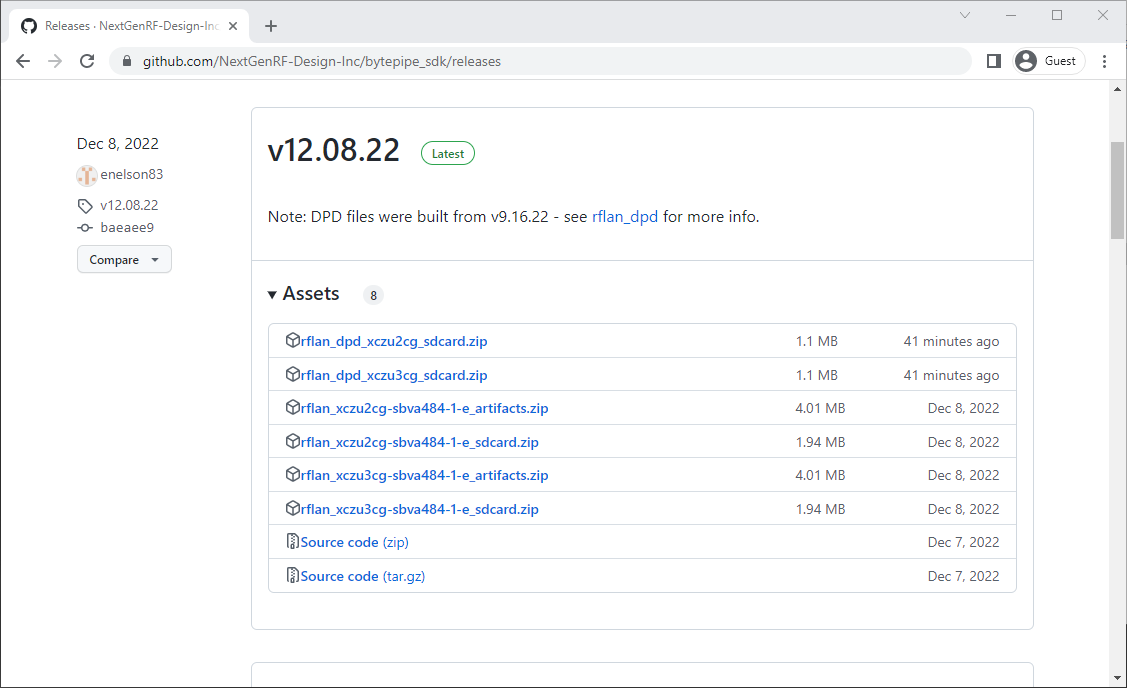 Releases · NextGenRF-Design-Inc
github.com/NextGenRF-Design-Inc/bytepipe_sdk/releases
Guest
Dec 8, 2022
enelson83
v12.08.22
baeaee9
Compare
v12.08.22 Latest
Note: DPD files were built from v9.16.22 - see rflan_dpd for more info.
Assets 8
rflan_dpd_xczu2cg_sdcard.zip 1.1 MB 41 minutes ago
rflan_dpd_xczu3cg_sdcard.zip 1.1 MB 41 minutes ago
rflan_xczu2cg-sbva484-1-e_artifacts.zip 4.01 MB Dec 8, 2022
rflan_xczu2cg-sbva484-1-e_sdcard.zip 1.94 MB Dec 8, 2022
rflan_xczu3cg-sbva484-1-e_artifacts.zip 4.01 MB Dec 8, 2022
rflan_xczu3cg-sbva484-1-e_sdcard.zip 1.94 MB Dec 8, 2022
Source code (zip) Dec 7, 2022
Source code (tar.gz) Dec 7, 2022